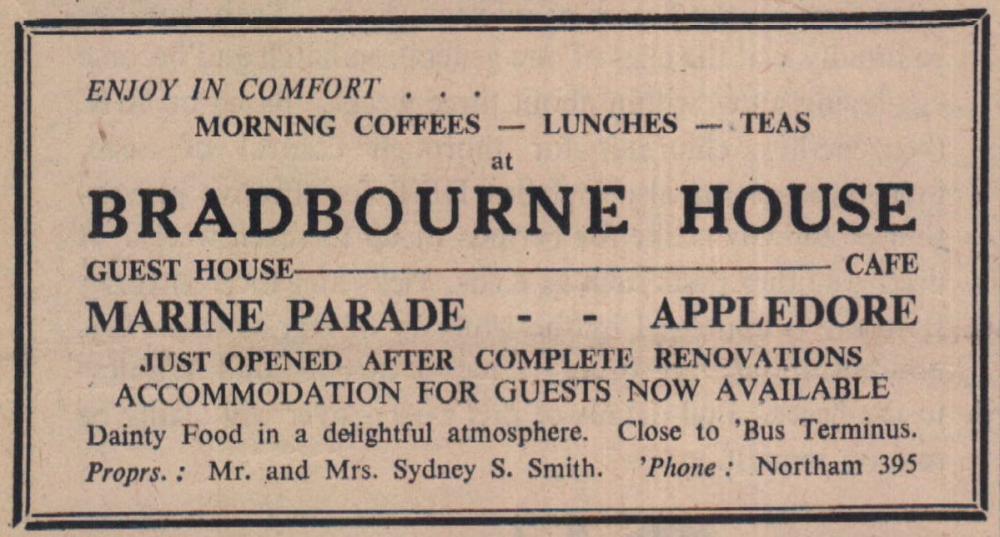 ENJOY IN COMFORT . . .
MORNING COFFEES — LUNCHES — TEAS
at
BRADBOURNE HOUSE
GUEST HOUSE — CAFE
MARINE PARADE - - APPLEDORE
JUST OPENED AFTER COMPLETE RENOVATIONS
ACCOMMODATION FOR GUESTS NOW AVAILABLE
Dainty Food in a delightful atmosphere. Close to 'Bus Terminus.
Proprs. : Mr. and Mrs. Sydney S. Smith. 'Phone : Northam 395